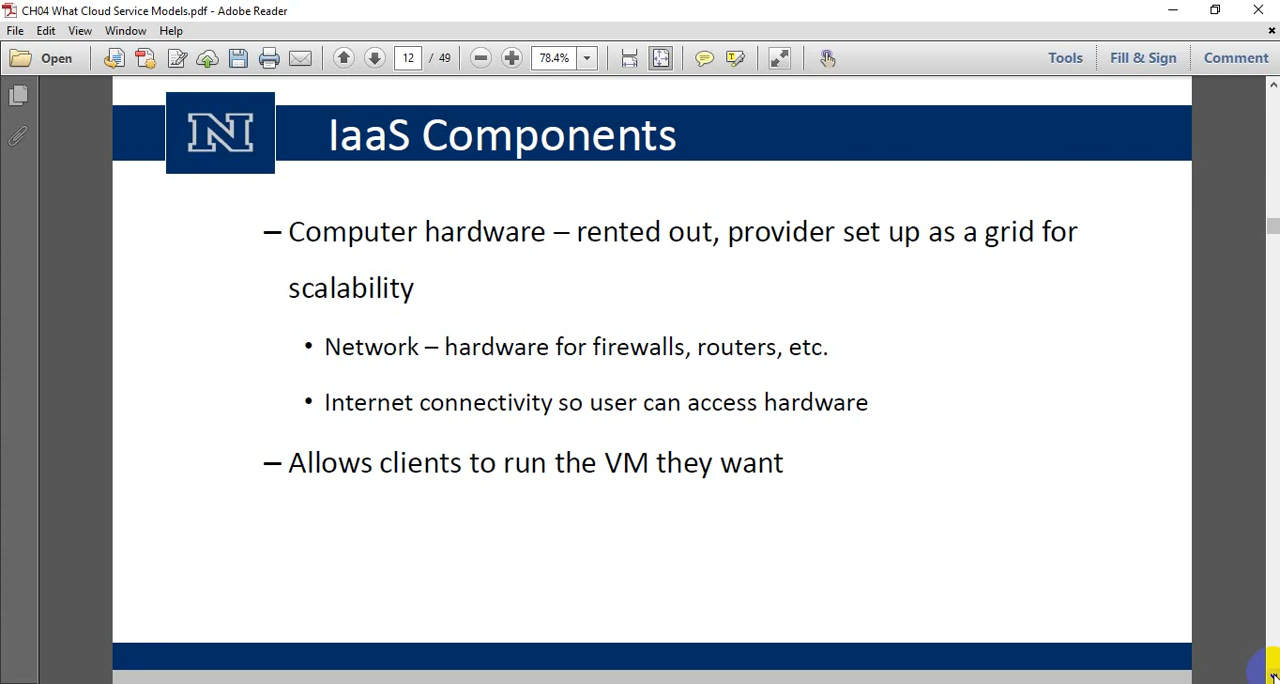 CH04 What Cloud Service Models.pdf - Adobe Reader
File Edit View Window Help
Open 12 / 49 78.4% Tools Fill & Sign Comment
N IaaS Components
– Computer hardware – rented out, provider set up as a grid for
scalability
• Network – hardware for firewalls, routers, etc.
• Internet connectivity so user can access hardware
– Allows clients to run the VM they want